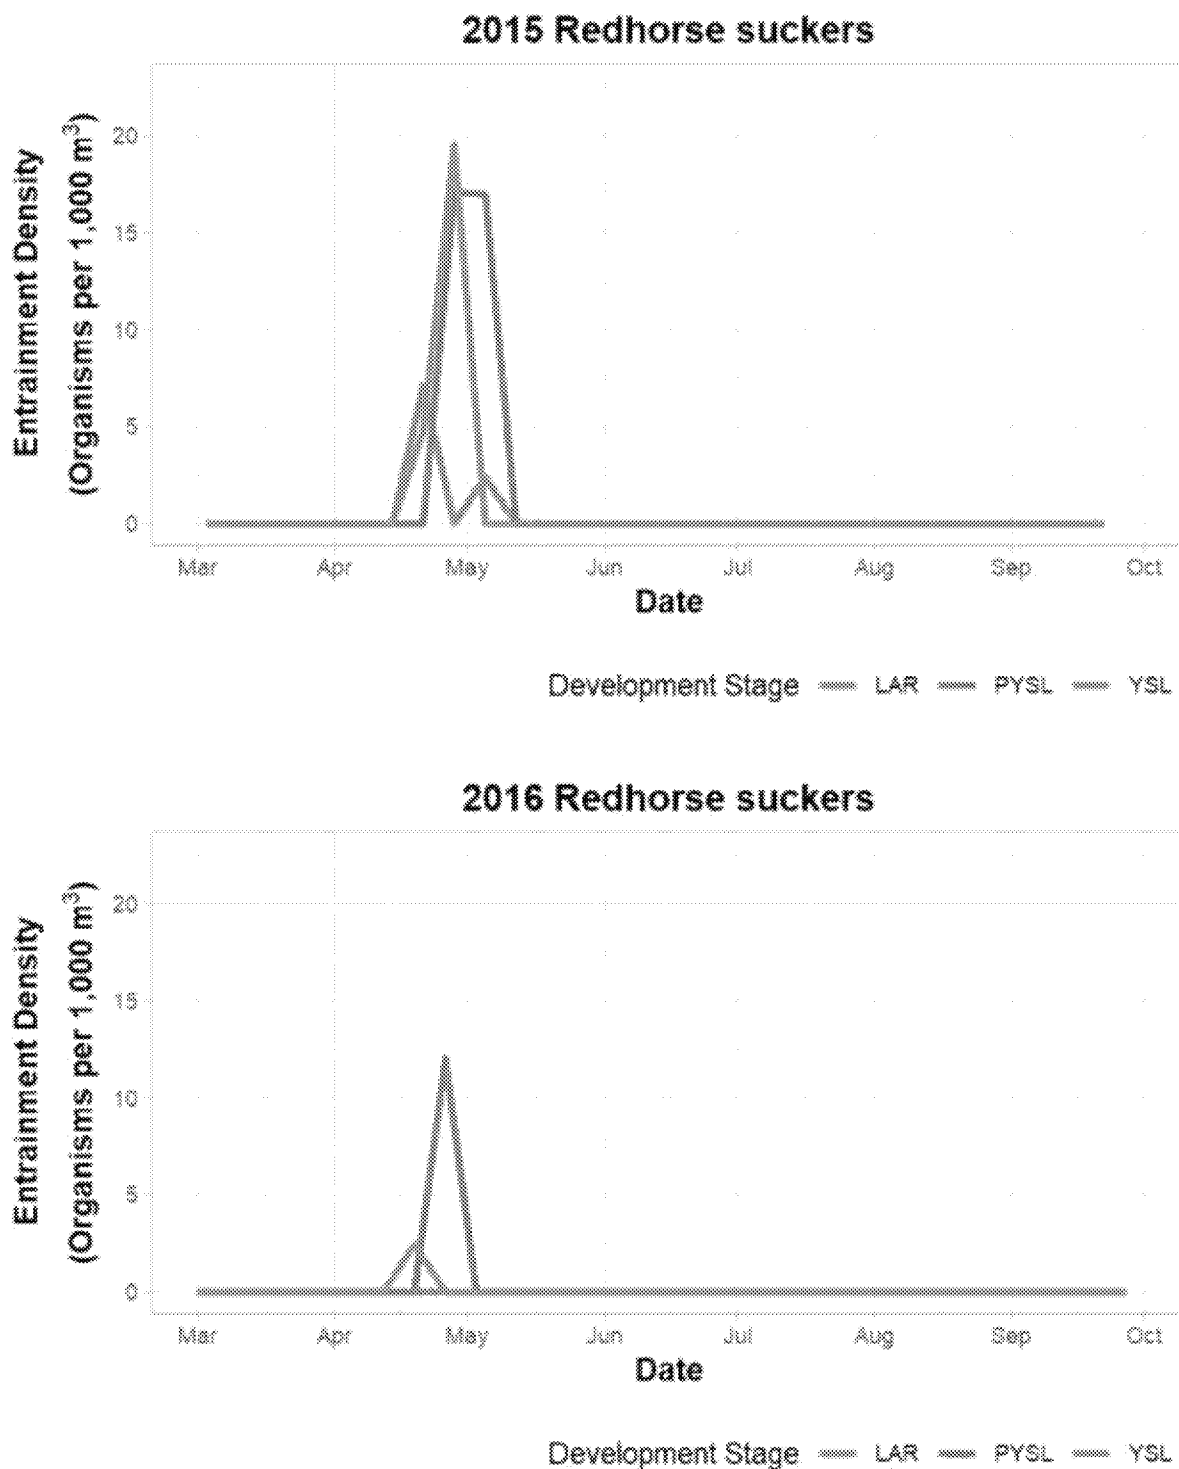 2015 Redhorse suckers
Entrainment Density
(Organisms per 1,000 m³)
20
15
10
5
0
Mar Apr May Jun Jul Aug Sep Oct
Date
Development Stage LAR PYSL YSL
2016 Redhorse suckers
Entrainment Density
(Organisms per 1,000 m³)
20
15
10
5
0
Mar Apr May Jun Jul Aug Sep Oct
Date
Development Stage LAR PYSL YSL